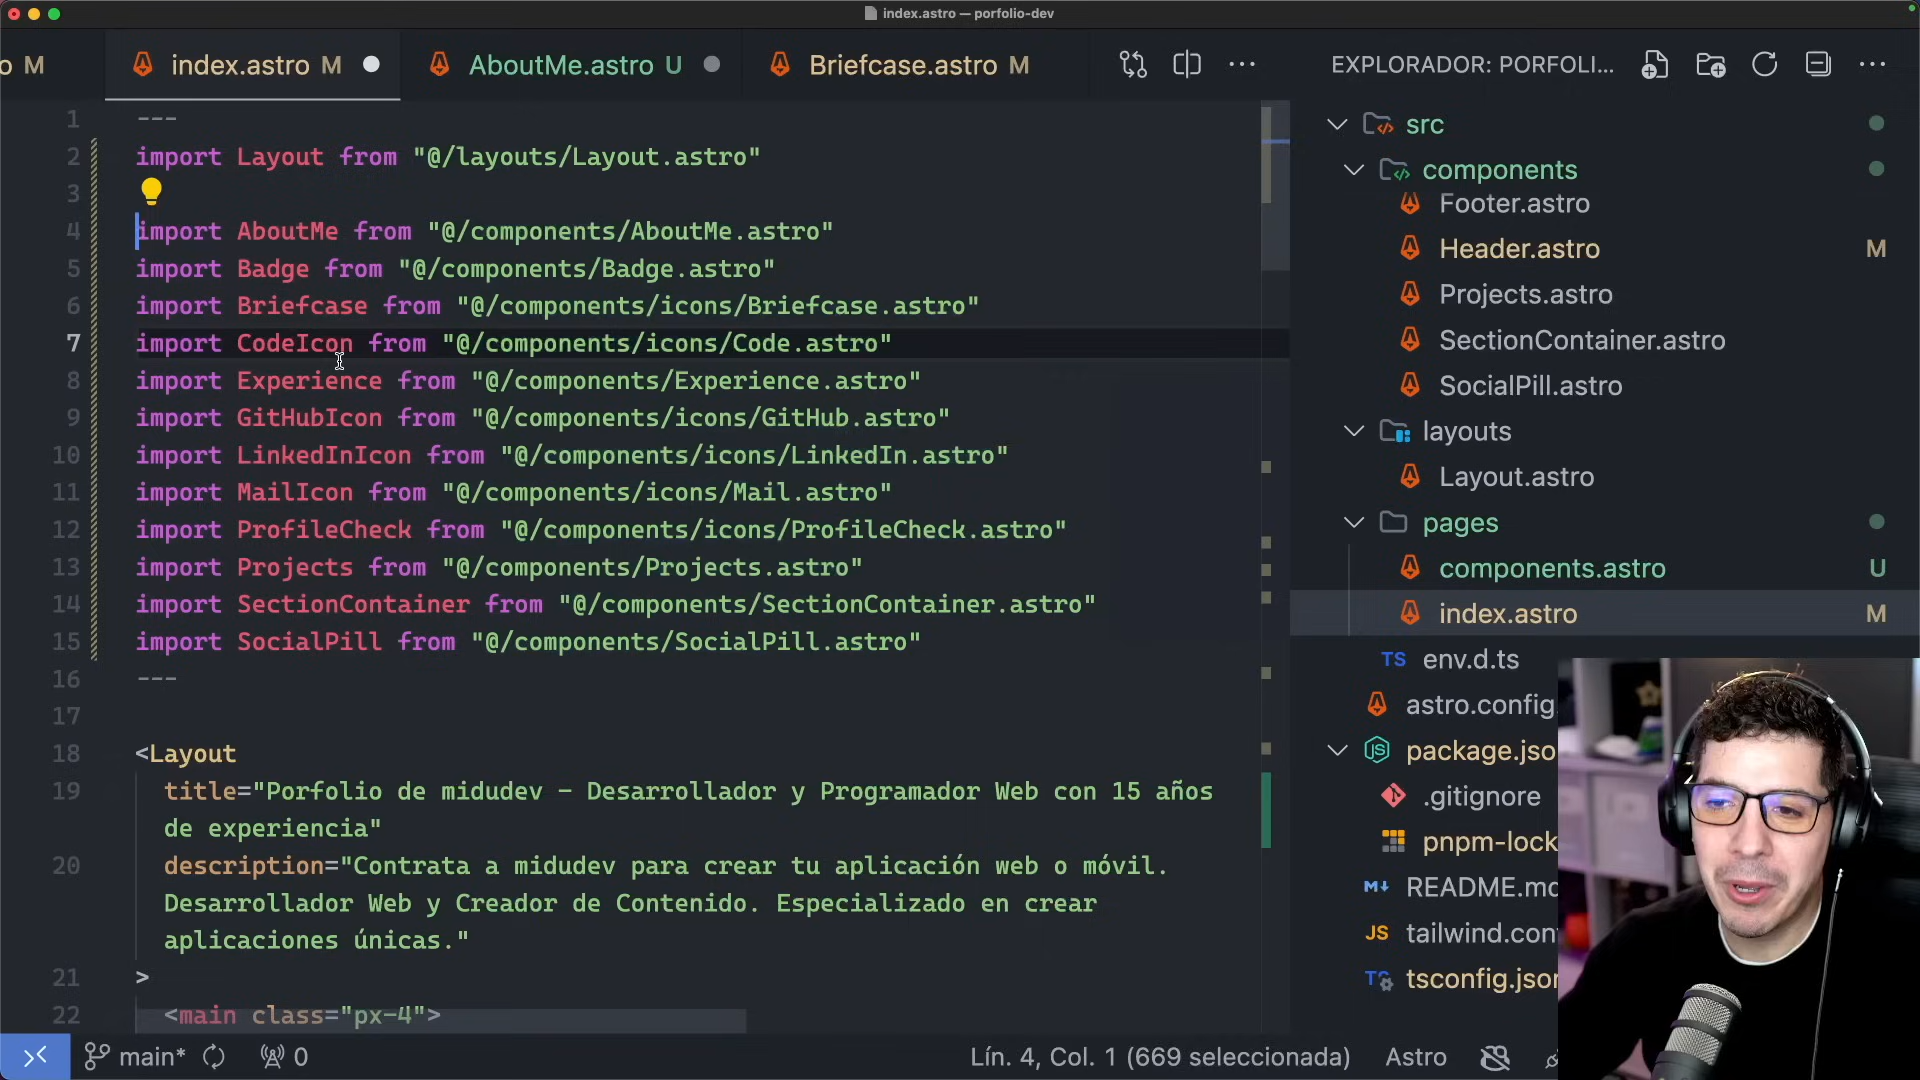 index.astro — porfolio-dev
o M
index.astro M
AboutMe.astro U
Briefcase.astro M
EXPLORADOR: PORFOLI...
1 ---
2 import Layout from "@/layouts/Layout.astro"
3
4 import AboutMe from "@/components/AboutMe.astro"
5 import Badge from "@/components/Badge.astro"
6 import Briefcase from "@/components/icons/Briefcase.astro"
7 import CodeIcon from "@/components/icons/Code.astro"
8 import Experience from "@/components/Experience.astro"
9 import GitHubIcon from "@/components/icons/GitHub.astro"
10 import LinkedInIcon from "@/components/icons/LinkedIn.astro"
11 import MailIcon from "@/components/icons/Mail.astro"
12 import ProfileCheck from "@/components/icons/ProfileCheck.astro"
13 import Projects from "@/components/Projects.astro"
14 import SectionContainer from "@/components/SectionContainer.astro"
15 import SocialPill from "@/components/SocialPill.astro"
16 ---
17
18 <Layout
19 title="Porfolio de midudev - Desarrollador y Programador Web con 15 años
de experiencia"
20 description="Contrata a midudev para crear tu aplicación web o móvil.
Desarrollador Web y Creador de Contenido. Especializado en crear
aplicaciones únicas."
21 >
22 <main class="px-4">
src
components
Footer.astro
Header.astro M
Projects.astro
SectionContainer.astro
SocialPill.astro
layouts
Layout.astro
pages
components.astro U
index.astro M
TS env.d.ts
astro.config.
package.jso
.gitignore
pnpm-lock
README.mc
JS tailwind.con
tsconfig.jsor
main*
0
Lín. 4, Col. 1 (669 seleccionada)
Astro